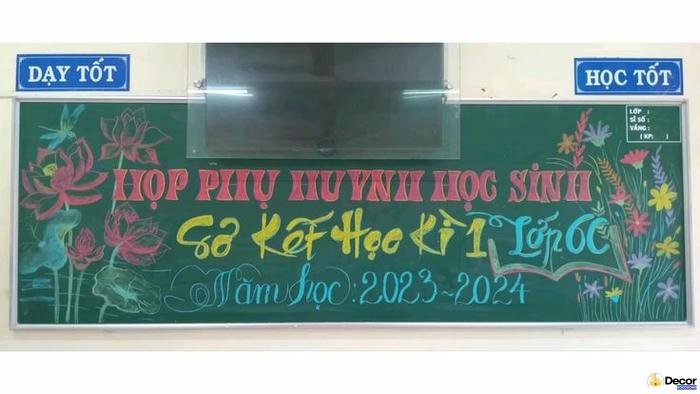 DẠY TỐT
HỌC TỐT
LỚP :
SĨ SỐ :
VẮNG :
( KP: )
HỌP PHỤ HUYNH HỌC SINH
Sơ Kết Học Kì 1 Lớp 6C
Năm học: 2023-2024
Decor